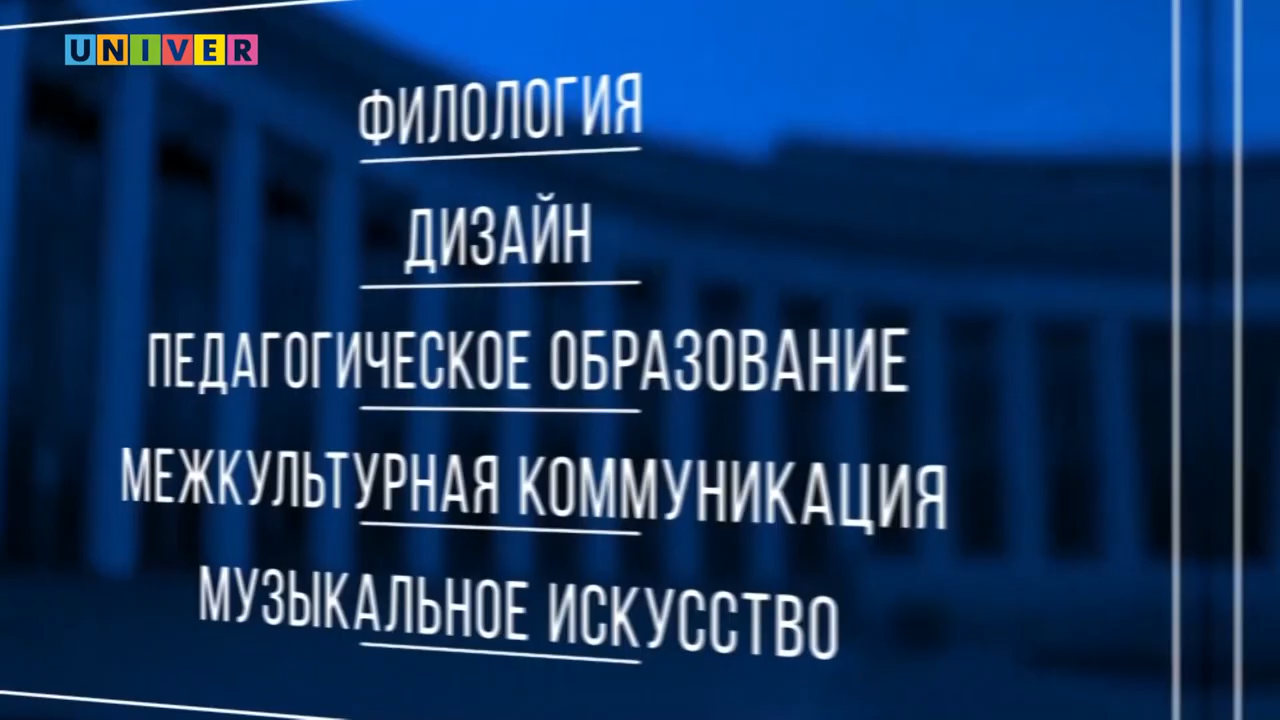 UNIVER
ФИЛОЛОГИЯ
ДИЗАЙН
ПЕДАГОГИЧЕСКОЕ ОБРАЗОВАНИЕ
МЕЖКУЛЬТУРНАЯ КОММУНИКАЦИЯ
МУЗЫКАЛЬНОЕ ИСКУССТВО